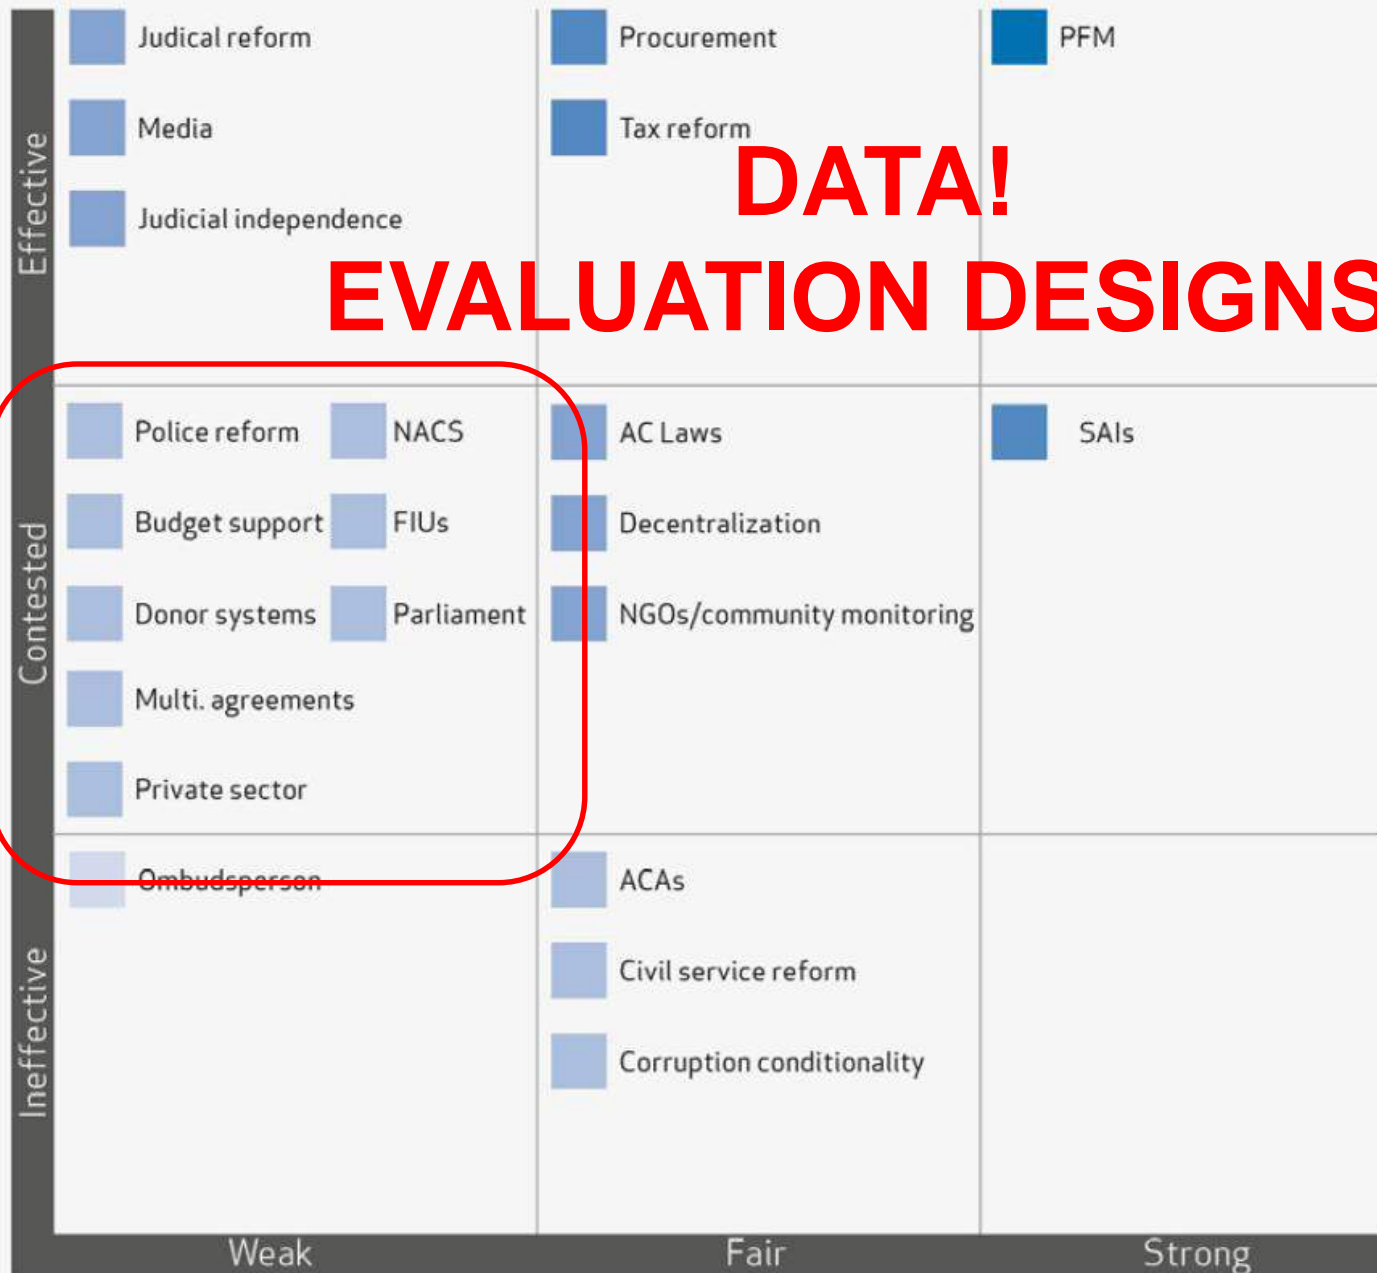 Judical reform
Procurement
PFM
Media
Tax reform
DATA!
Judicial independence
EVALUATION DESIGNS
Effective
Police reform
NACS
AC Laws
SAIs
Budget support
FIUs
Decentralization
Donor systems
Parliament
NGOs/community monitoring
Multi. agreements
Private sector
Contested
Ombudsperson
ACAs
Civil service reform
Corruption conditionality
Ineffective
Weak
Fair
Strong